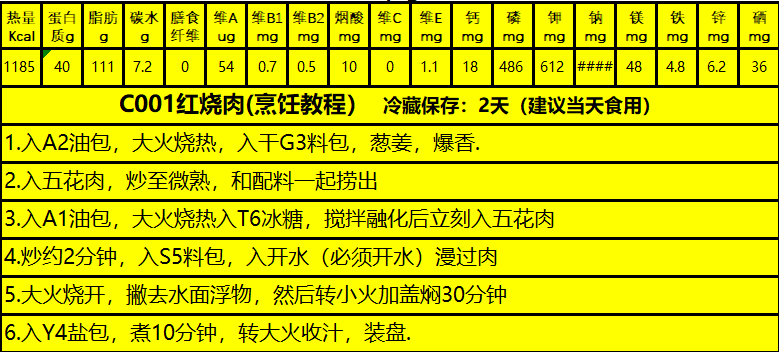 热量 蛋白 脂肪 碳水 膳食 维A 维B1 维B2 烟酸 维C 维E 钙 磷 钾 钠 镁 铁 锌 硒
Kcal 质g g g 纤维 ug mg mg mg mg mg mg mg mg mg mg mg mg mg
1185 40 111 7.2 0 54 0.7 0.5 10 0 1.1 18 486 612 #### 48 4.8 6.2 36
C001红烧肉(烹饪教程） 冷藏保存：2天（建议当天食用）
1.入A2油包，大火烧热，入干G3料包，葱姜，爆香.
2.入五花肉，炒至微熟，和配料一起捞出
3.入A1油包，大火烧热入T6冰糖，搅拌融化后立刻入五花肉
4.炒约2分钟，入S5料包，入开水（必须开水）漫过肉
5.大火烧开，撇去水面浮物，然后转小火加盖焖30分钟
6.入Y4盐包，煮10分钟，转大火收汁，装盘.